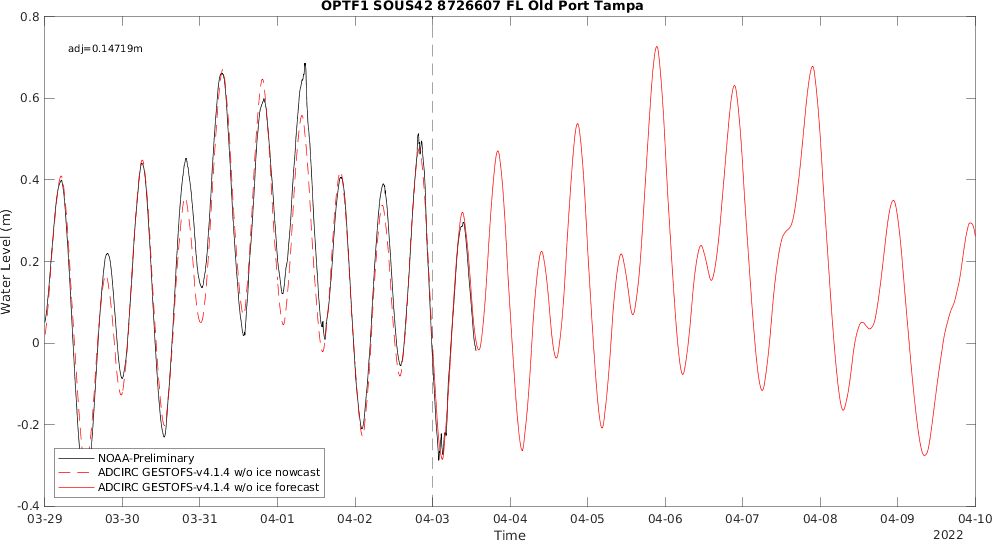 OPTF1 SOUS42 8726607 FL Old Port Tampa
adj=0.14719m
Water Level (m)
0.8
0.6
0.4
0.2
0
-0.2
-0.4
NOAA-Preliminary
ADCIRC GESTOFS-v4.1.4 w/o ice nowcast
ADCIRC GESTOFS-v4.1.4 w/o ice forecast
03-29 03-30 03-31 04-01 04-02 04-03 04-04 04-05 04-06 04-07 04-08 04-09 04-10
Time
2022